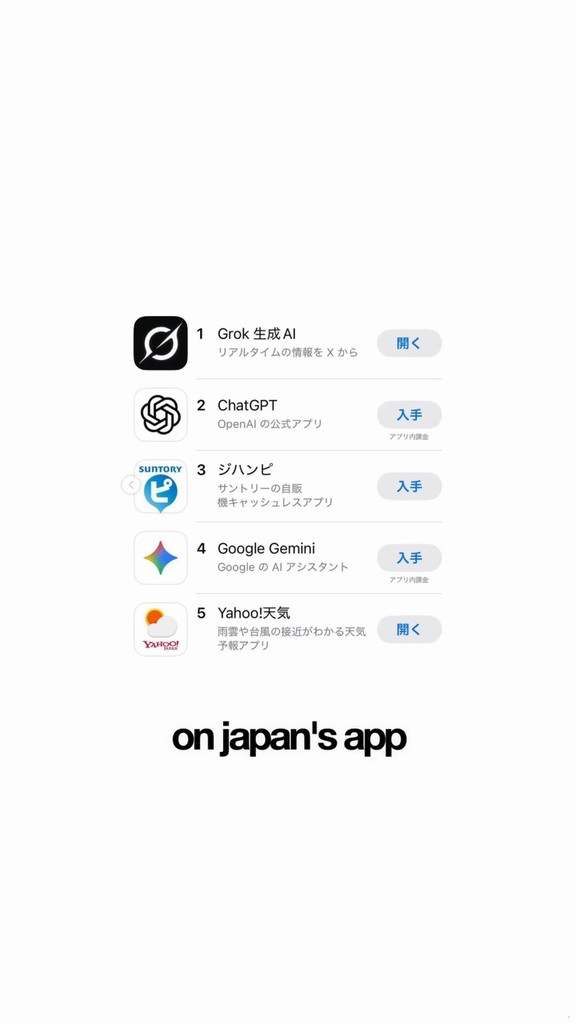 1 Grok 生成 AI
リアルタイムの情報を X から
開く
2 ChatGPT
OpenAI の公式アプリ
入手
アプリ内課金
SUNTORY
ピ
3 ジハンピ
サントリーの自販
機キャッシュレスアプリ
入手
4 Google Gemini
Google の AI アシスタント
入手
アプリ内課金
YAHOO!
JAPAN
5 Yahoo!天気
雨雲や台風の接近がわかる天気
予報アプリ
開く
on japan's app